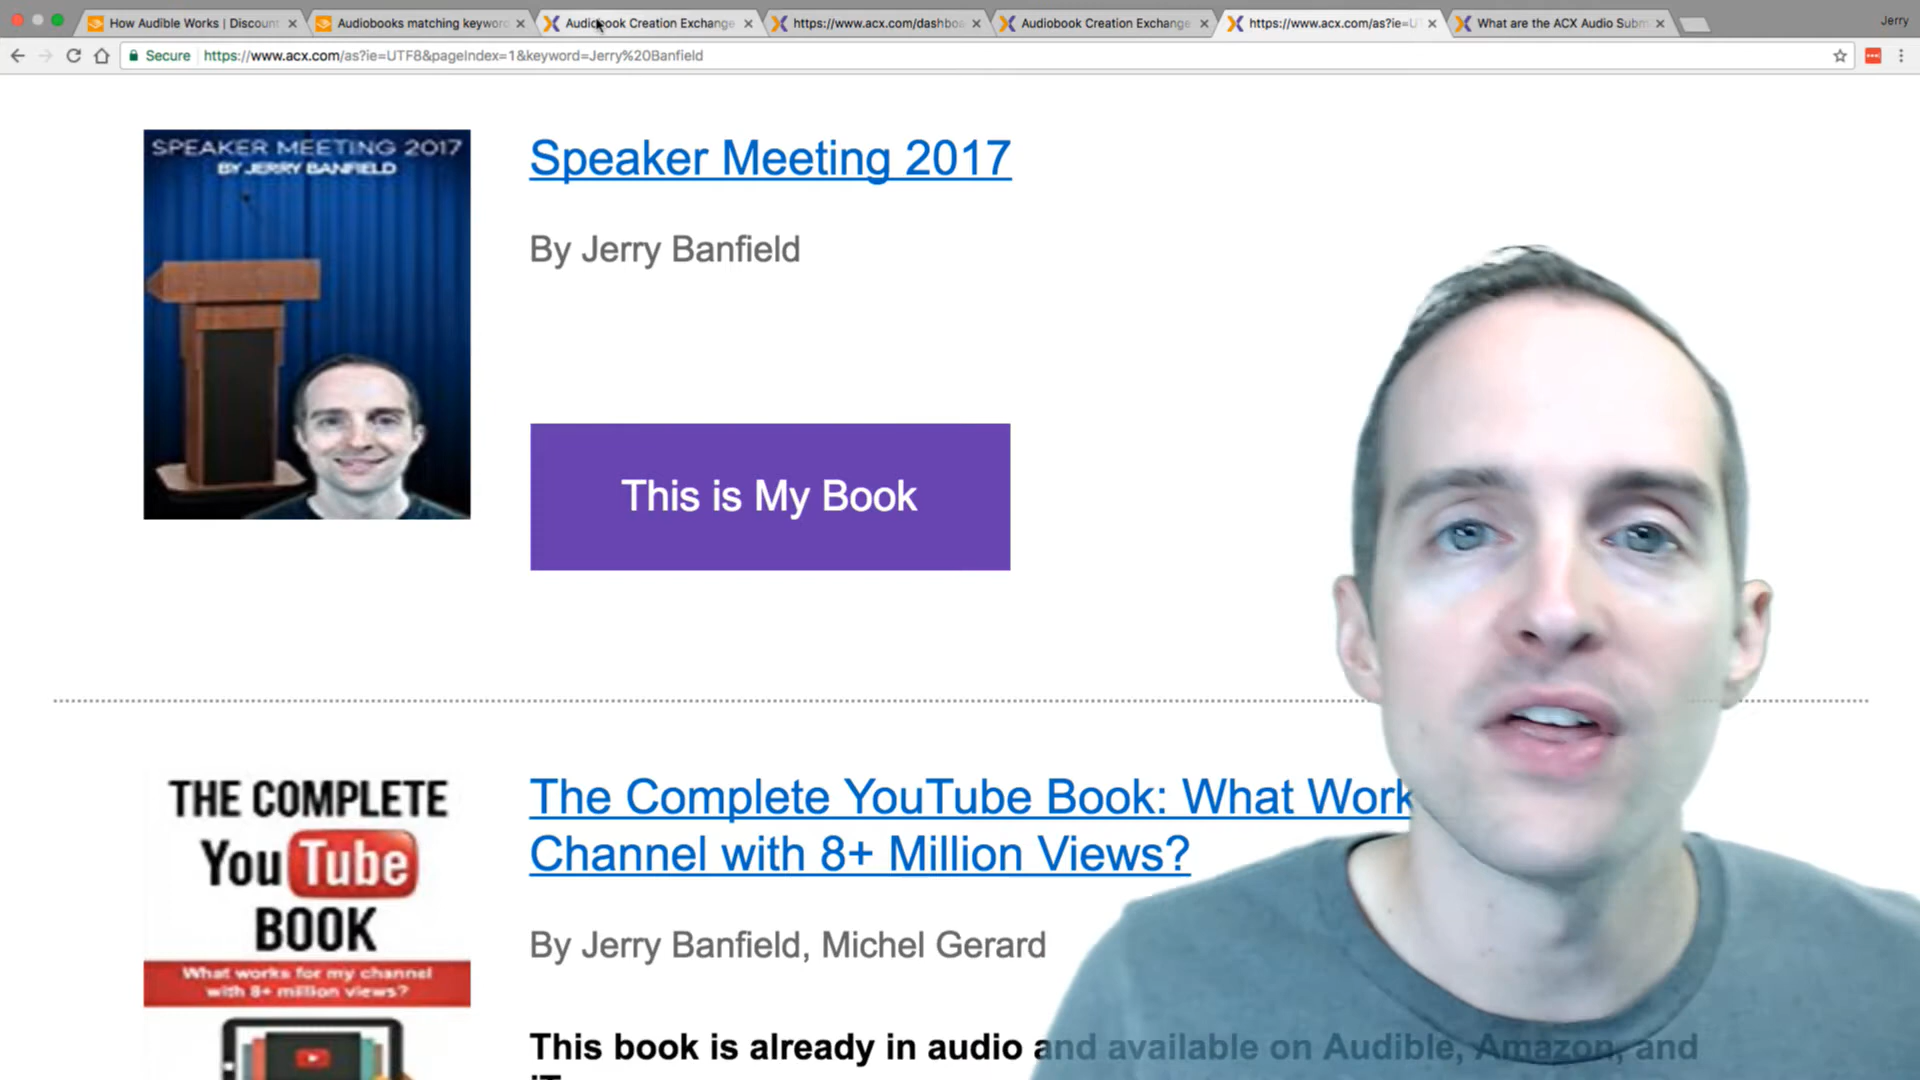 How Audible Works | Discount
Audiobooks matching keyword
Audiobook Creation Exchange
https://www.acx.com/dashboa
Audiobook Creation Exchange
https://www.acx.com/as?ie=U
What are the ACX Audio Subm
Jerry
Secure
https://www.acx.com/as?ie=UTF8&pageIndex=1&keyword=Jerry%20Banfield
SPEAKER MEETING 2017
BY JERRY BANFIELD
Speaker Meeting 2017
By Jerry Banfield
This is My Book
THE COMPLETE
YouTube
BOOK
What works for my channel
with 8+ million views?
The Complete YouTube Book: What Work
Channel with 8+ Million Views?
By Jerry Banfield, Michel Gerard
This book is already in audio and available on Audible, Amazon, and